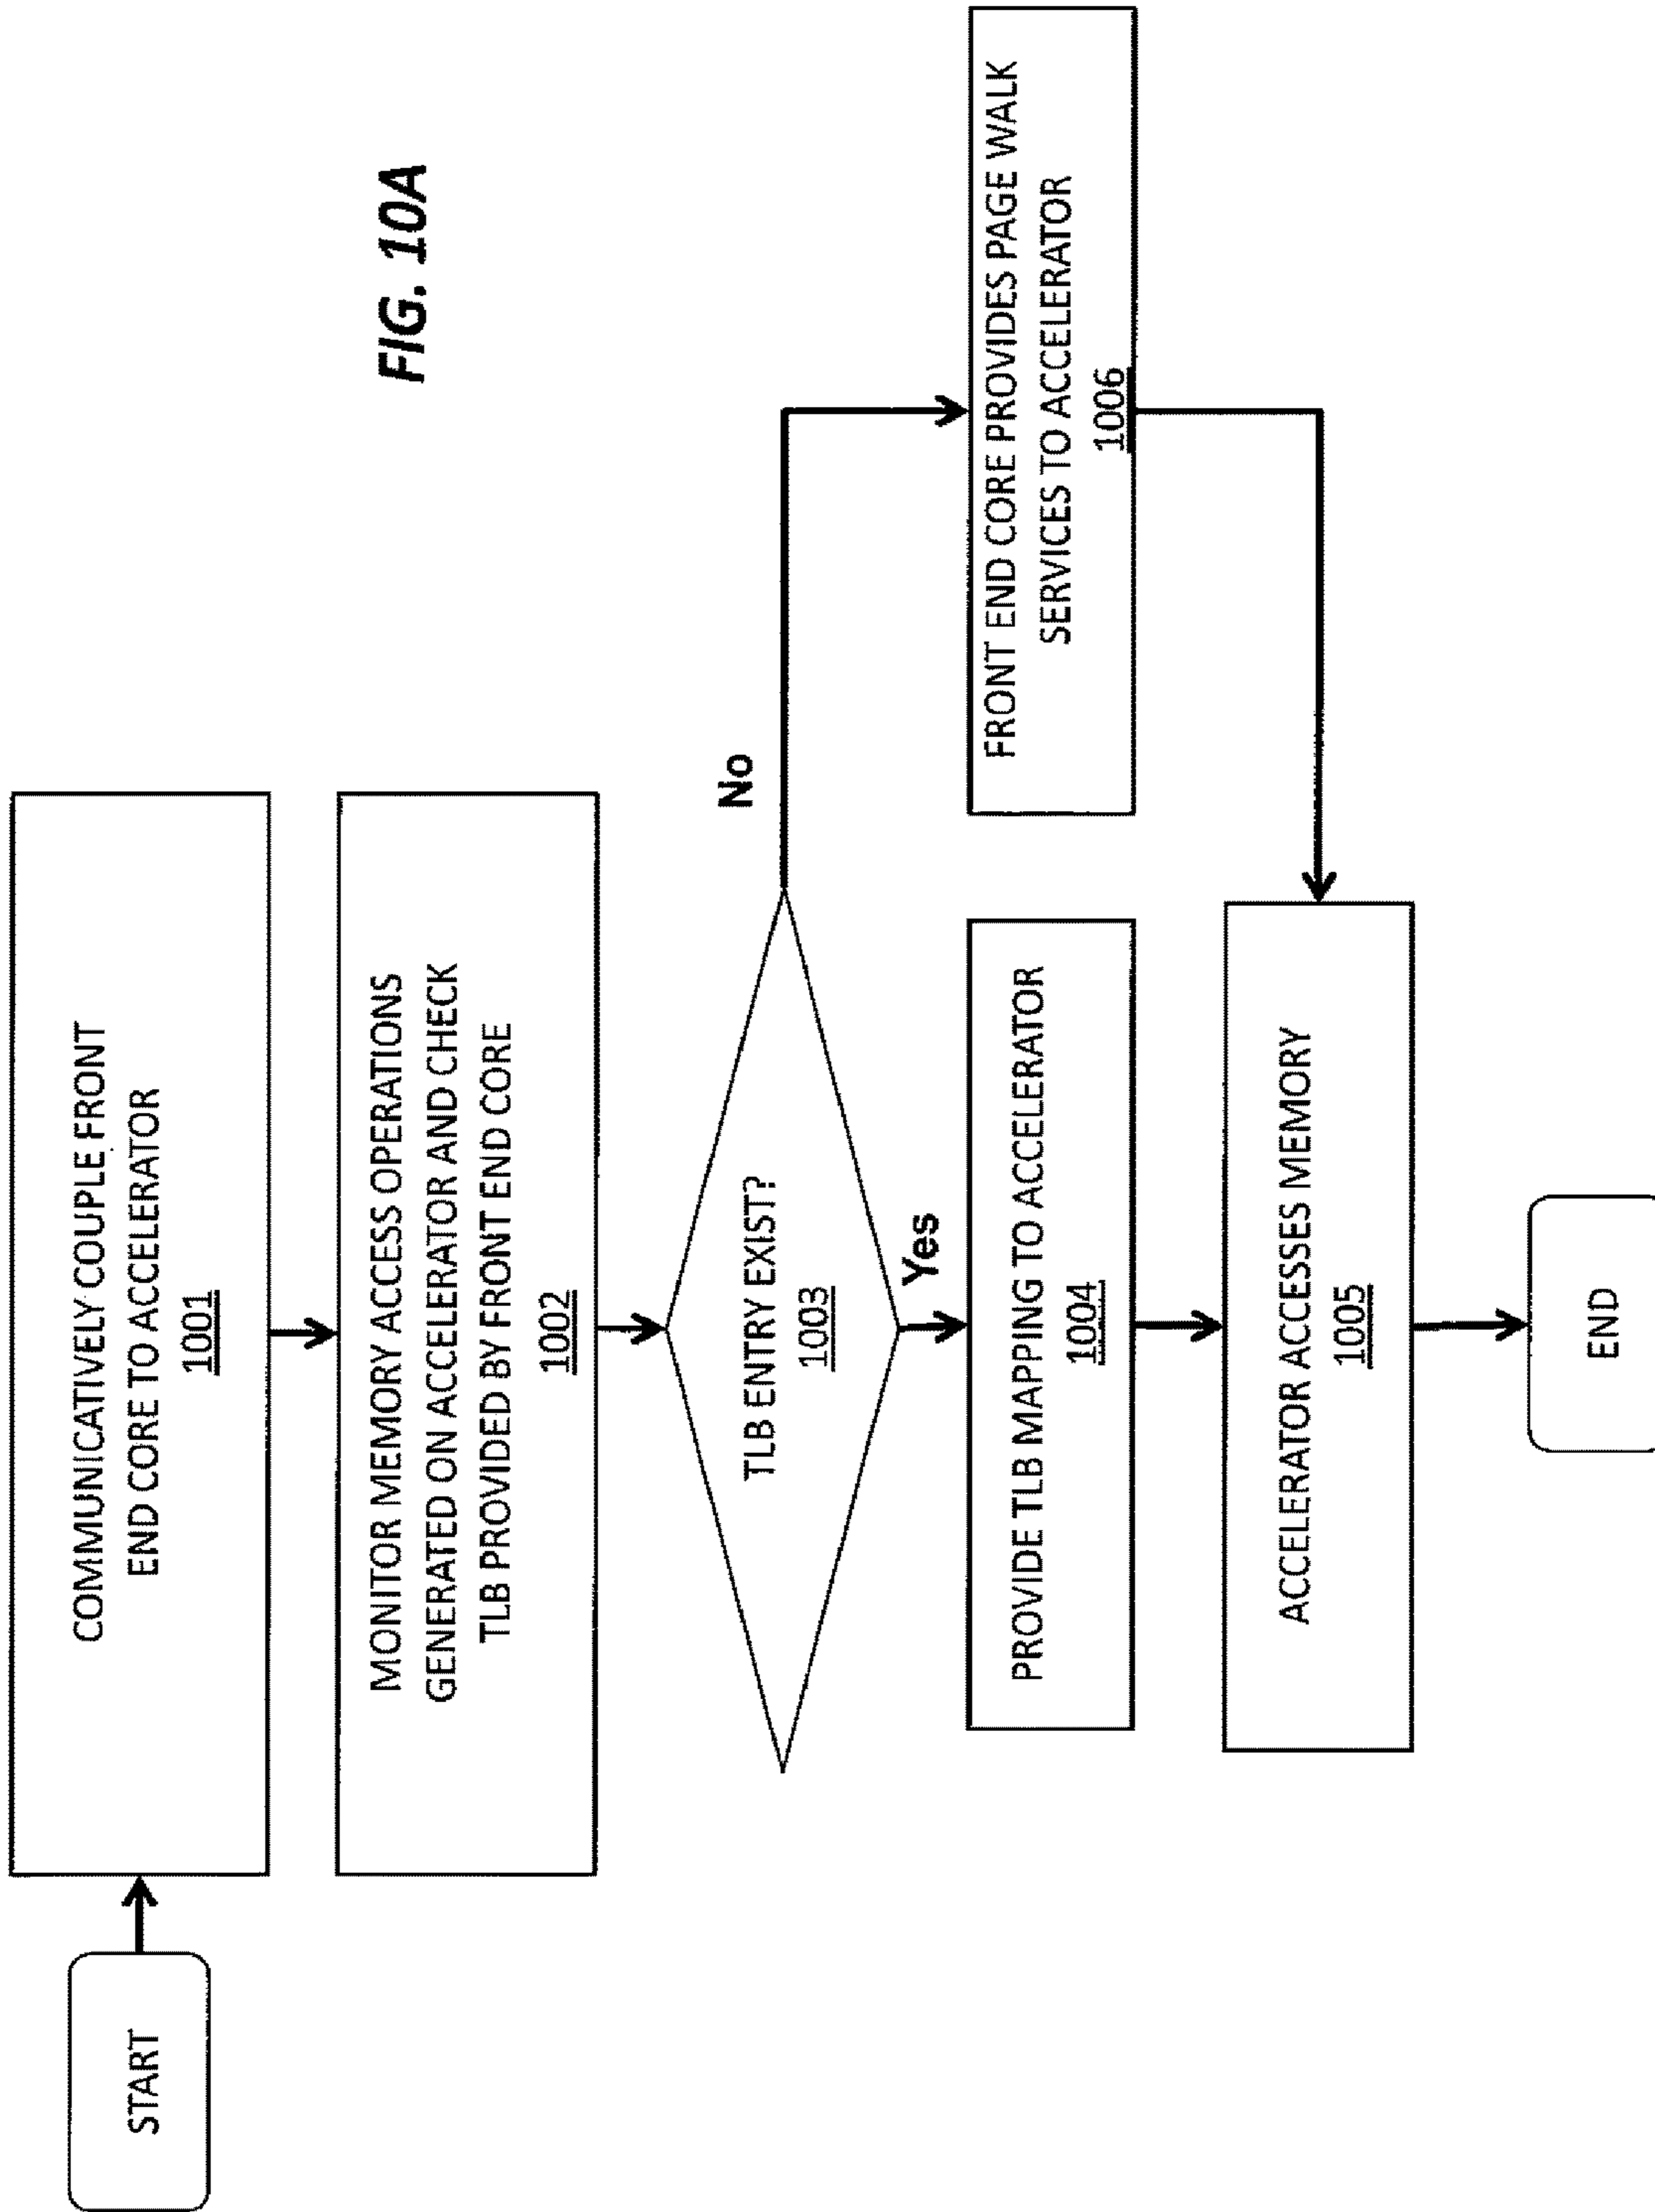 FIG. 10A
START
COMMUNICATIVELY COUPLE FRONT
END CORE TO ACCELERATOR
1001
MONITOR MEMORY ACCESS OPERATIONS
GENERATED ON ACCELERATOR AND CHECK
TLB PROVIDED BY FRONT END CORE
1002
TLB ENTRY EXIST?
1003
No
Yes
PROVIDE TLB MAPPING TO ACCELERATOR
1004
FRONT END CORE PROVIDES PAGE WALK
SERVICES TO ACCELERATOR
1006
ACCELERATOR ACCESSES MEMORY
1005
END